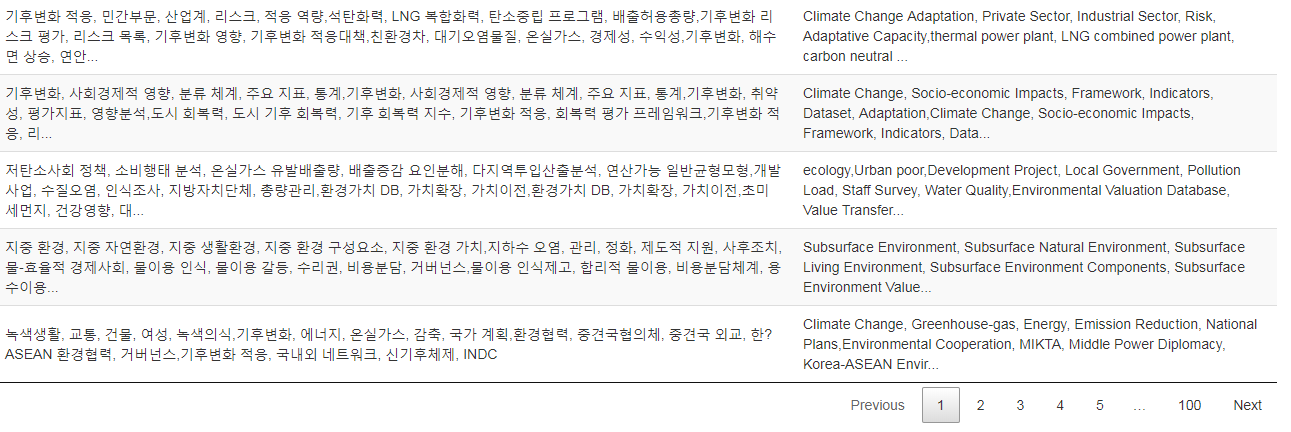 기후변화 적응, 민간부문, 산업계, 리스크, 적응 역량,석탄화력, LNG 복합화력, 탄소중립 프로그램, 배출허용총량,기후변화 리
스크 평가, 리스크 목록, 기후변화 영향, 기후변화 적응대책,친환경차, 대기오염물질, 온실가스, 경제성, 수익성,기후변화, 해수
면 상승, 연안...
Climate Change Adaptation, Private Sector, Industrial Sector, Risk,
Adaptative Capacity,thermal power plant, LNG combined power plant,
carbon neutral ...
기후변화, 사회경제적 영향, 분류 체계, 주요 지표, 통계,기후변화, 사회경제적 영향, 분류 체계, 주요 지표, 통계,기후변화, 취약
성, 평가지표, 영향분석,도시 회복력, 도시 기후 회복력, 기후 회복력 지수, 기후변화 적응, 회복력 평가 프레임워크,기후변화 적
응, 리...
Climate Change, Socio-economic Impacts, Framework, Indicators,
Dataset, Adaptation,Climate Change, Socio-economic Impacts,
Framework, Indicators, Data...
저탄소사회 정책, 소비행태 분석, 온실가스 유발배출량, 배출증감 요인분해, 다지역투입산출분석, 연산가능 일반균형모형,개발
사업, 수질오염, 인식조사, 지방자치단체, 총량관리,환경가치 DB, 가치확장, 가치이전,환경가치 DB, 가치확장, 가치이전,초미
세먼지, 건강영향, 대...
ecology,Urban poor,Development Project, Local Government, Pollution
Load, Staff Survey, Water Quality,Environmental Valuation Database,
Value Transfer...
지중 환경, 지중 자연환경, 지중 생활환경, 지중 환경 구성요소, 지중 환경 가치,지하수 오염, 관리, 정화, 제도적 지원, 사후조치,
물-효율적 경제사회, 물이용 인식, 물이용 갈등, 수리권, 비용분담, 거버넌스,물이용 인식제고, 합리적 물이용, 비용분담체계, 용
수이용...
Subsurface Environment, Subsurface Natural Environment, Subsurface
Living Environment, Subsurface Environment Components, Subsurface
Environment Value...
녹색생활, 교통, 건물, 여성, 녹색의식,기후변화, 에너지, 온실가스, 감축, 국가 계획,환경협력, 중견국협의체, 중견국 외교, 한?
ASEAN 환경협력, 거버넌스,기후변화 적응, 국내외 네트워크, 신기후체제, INDC
Climate Change, Greenhouse-gas, Energy, Emission Reduction, National
Plans,Environmental Cooperation, MIKTA, Middle Power Diplomacy,
Korea-ASEAN Envir...
Previous 1 2 3 4 5 ... 100 Next